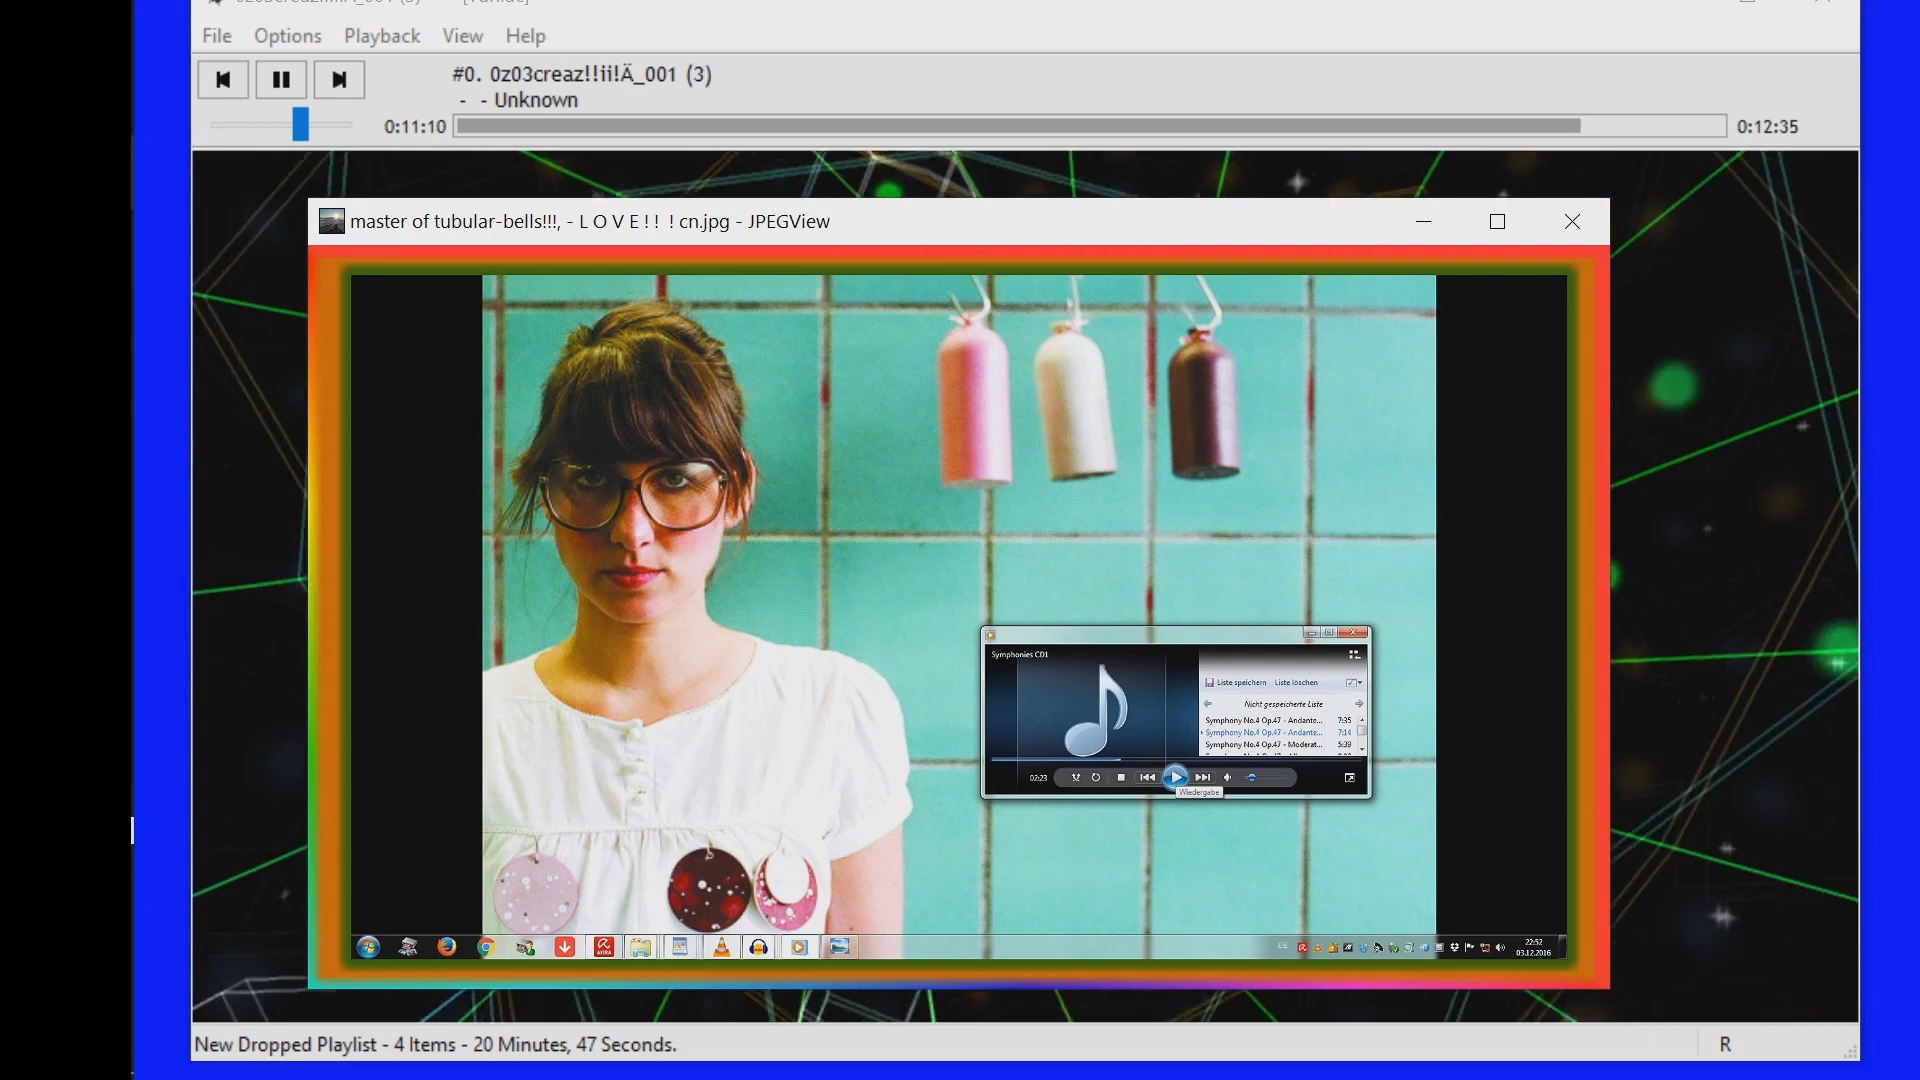 File Options Playback View Help
#0. 0z03creaz!!ii!Ä_001 (3)
- - Unknown
0:11:10
0:12:35
master of tubular-bells!!!, - L O V E ! ! ! cn.jpg - JPEGView
Symphonies CD1
Liste speichern Liste löschen
Nicht gespeicherte Liste
Symphony No.4 Op.47 - Andante... 7:35
Symphony No.4 Op.47 - Andante... 7:14
Symphony No.4 Op.47 - Moderat... 5:39
02:23
Wiedergabe
AVIRA
DE
22:52
03.12.2016
New Dropped Playlist - 4 Items - 20 Minutes, 47 Seconds.
R